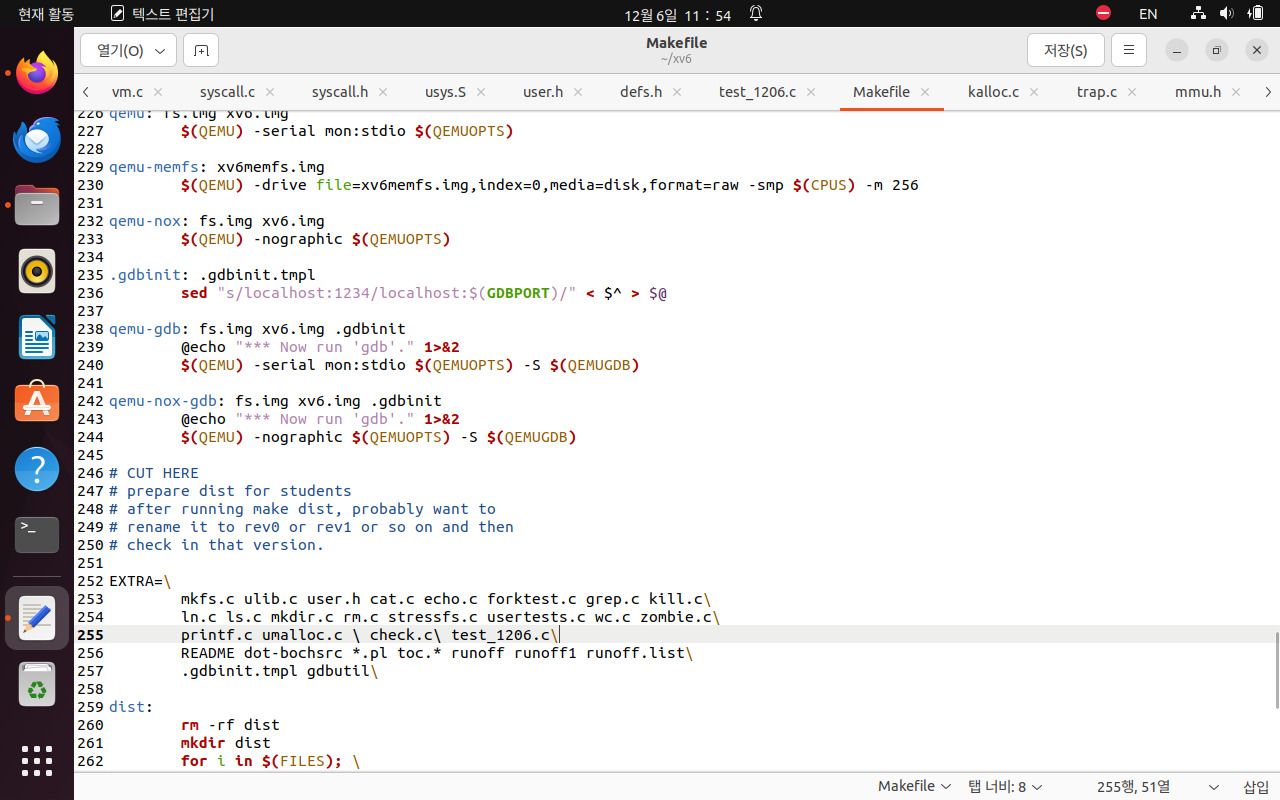 현재 활동
텍스트 편집기
12월 6일 11 : 54
EN
열기(O)
Makefile
~/xv6
저장(S)
vm.c
syscall.c
syscall.h
usys.S
user.h
defs.h
test_1206.c
Makefile
kalloc.c
trap.c
mmu.h
226 qemu: fs.img xv6.img
227 $(QEMU) -serial mon:stdio $(QEMUOPTS)
228
229 qemu-memfs: xv6memfs.img
230 $(QEMU) -drive file=xv6memfs.img,index=0,media=disk,format=raw -smp $(CPUS) -m 256
231
232 qemu-nox: fs.img xv6.img
233 $(QEMU) -nographic $(QEMUOPTS)
234
235 .gdbinit: .gdbinit.tmpl
236 sed "s/localhost:1234/localhost:$(GDBPORT)/" < $^ > $@
237
238 qemu-gdb: fs.img xv6.img .gdbinit
239 @echo "*** Now run 'gdb'." 1>&2
240 $(QEMU) -serial mon:stdio $(QEMUOPTS) -S $(QEMUGDB)
241
242 qemu-nox-gdb: fs.img xv6.img .gdbinit
243 @echo "*** Now run 'gdb'." 1>&2
244 $(QEMU) -nographic $(QEMUOPTS) -S $(QEMUGDB)
245
246 # CUT HERE
247 # prepare dist for students
248 # after running make dist, probably want to
249 # rename it to rev0 or rev1 or so on and then
250 # check in that version.
251
252 EXTRA=\
253 mkfs.c ulib.c user.h cat.c echo.c forktest.c grep.c kill.c\
254 ln.c ls.c mkdir.c rm.c stressfs.c usertests.c wc.c zombie.c\
255 printf.c umalloc.c \ check.c\ test_1206.c\
256 README dot-bochsrc *.pl toc.* runoff runoff1 runoff.list\
257 .gdbinit.tmpl gdbutil\
258
259 dist:
260 rm -rf dist
261 mkdir dist
262 for i in $(FILES); \
Makefile
탭 너비: 8
255행, 51열
삽입